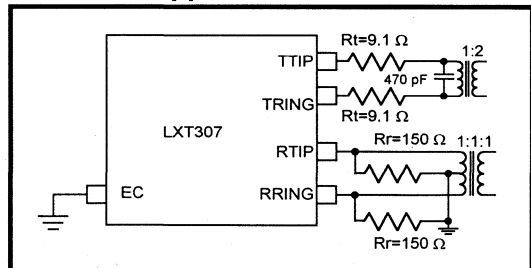 Rt=9.1 Ω
1:2
TTIP
470 pF
TRING
Rt=9.1 Ω
LXT307
Rr=150 Ω
1:1:1
RTIP
EC
RRING
Rr=150 Ω